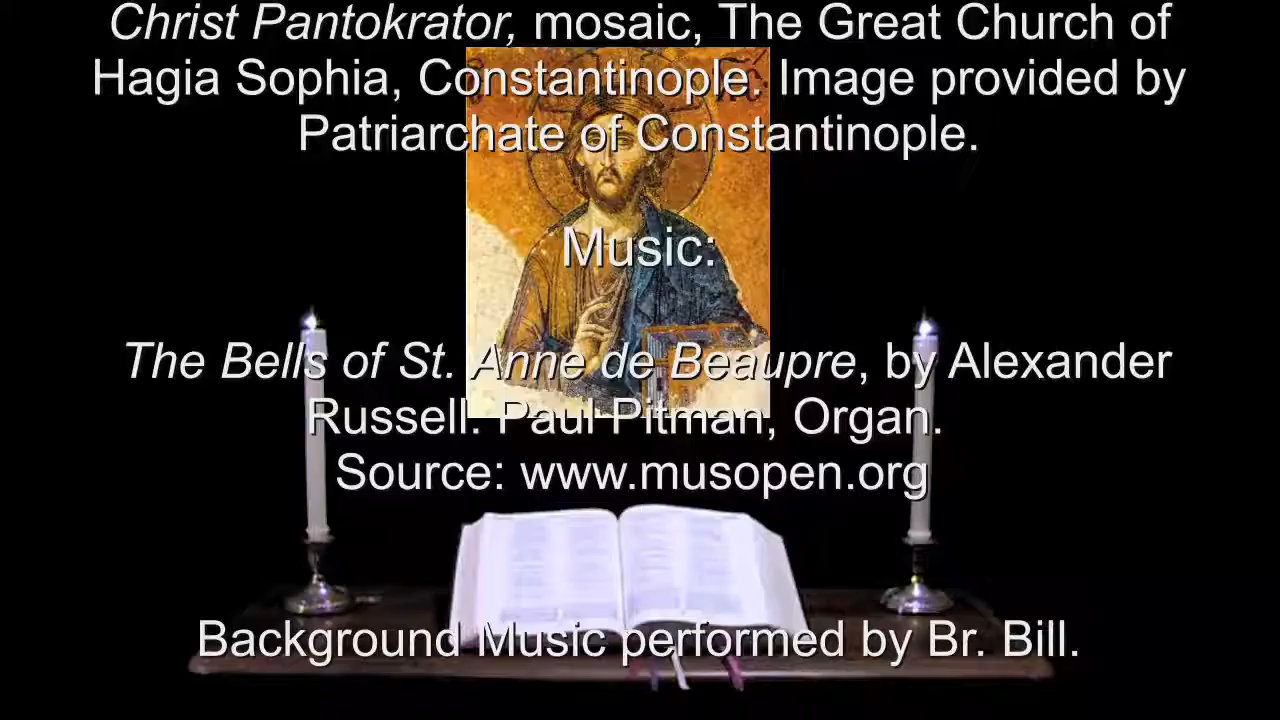 Christ Pantokrator, mosaic, The Great Church of
Hagia Sophia, Constantinople. Image provided by
Patriarchate of Constantinople.
Music:
The Bells of St. Anne de Beaupre, by Alexander
Russell. Paul Pitman, Organ.
Source: www.musopen.org
Background Music performed by Br. Bill.